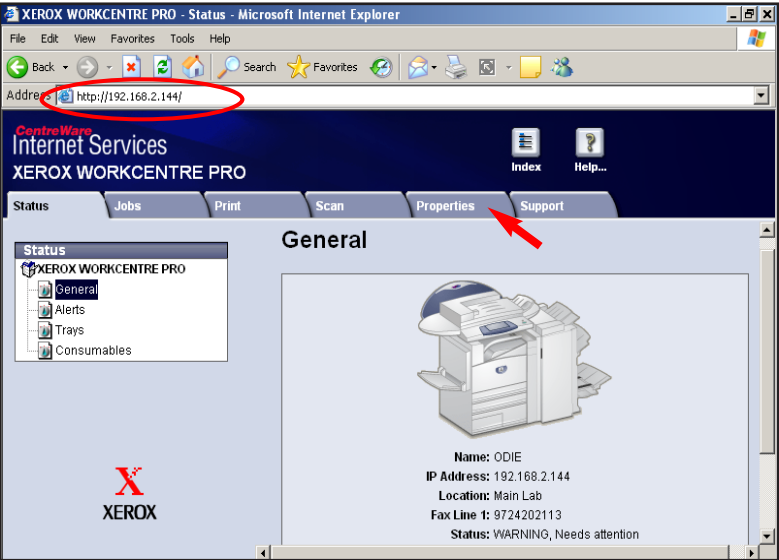 XEROX WORKCENTRE PRO - Status - Microsoft Internet Explorer
File Edit View Favorites Tools Help
Back Search Favorites
Address http://192.168.2.144/
CentreWare
Internet Services
XEROX WORKCENTRE PRO
Index Help...
Status Jobs Print Scan Properties Support
General
Status
XEROX WORKCENTRE PRO
General
Alerts
Trays
Consumables
X
XEROX
Name: ODIE
IP Address: 192.168.2.144
Location: Main Lab
Fax Line 1: 9724202113
Status: WARNING, Needs attention